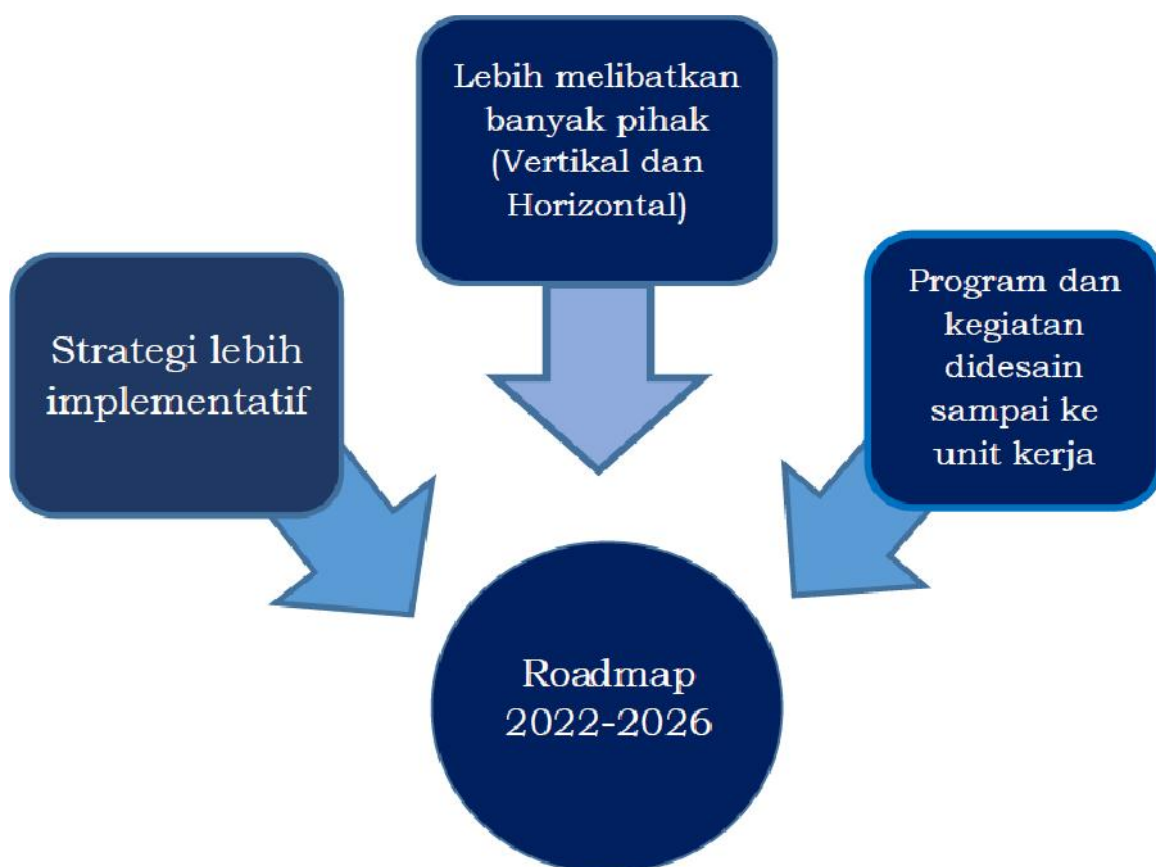 Lebih melibatkan
banyak pihak
(Vertikal dan
Horizontal)
Strategi lebih
implementatif
Program dan
kegiatan
didesain
sampai ke
unit kerja
Roadmap
2022-2026